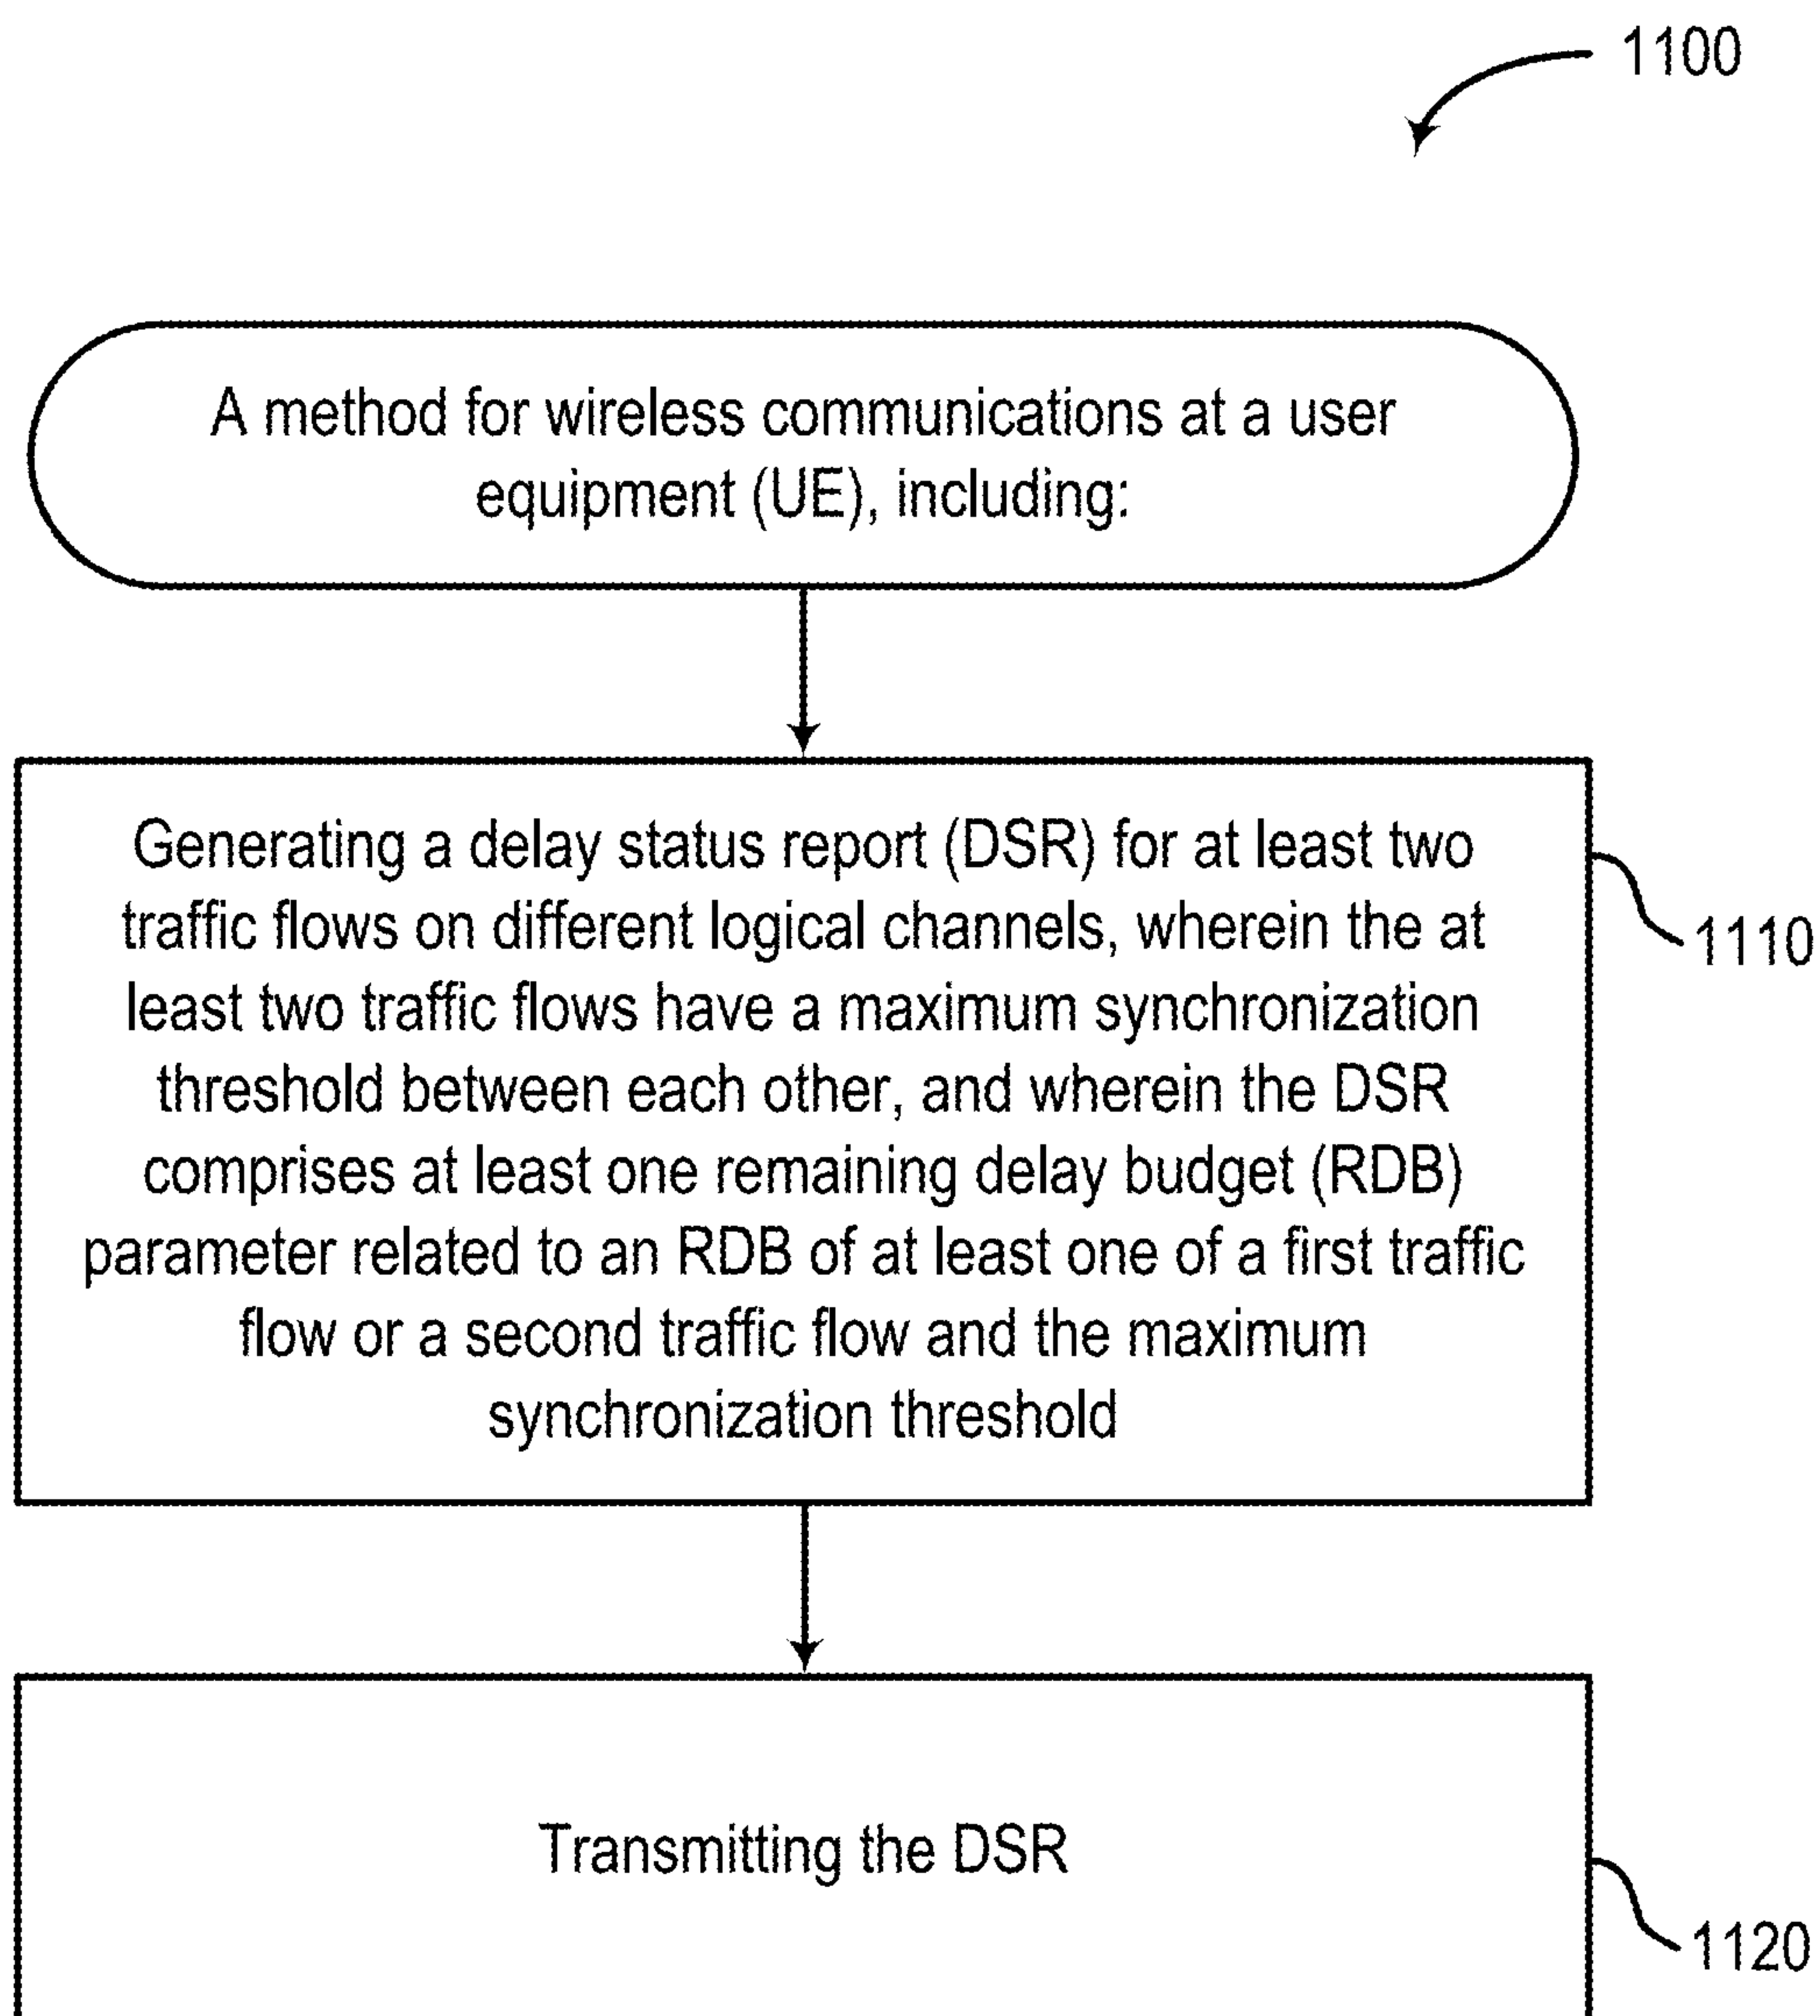 1100
A method for wireless communications at a user
equipment (UE), including:
Generating a delay status report (DSR) for at least two
traffic flows on different logical channels, wherein the at
least two traffic flows have a maximum synchronization
threshold between each other, and wherein the DSR
comprises at least one remaining delay budget (RDB)
parameter related to an RDB of at least one of a first traffic
flow or a second traffic flow and the maximum
synchronization threshold
1110
Transmitting the DSR
1120